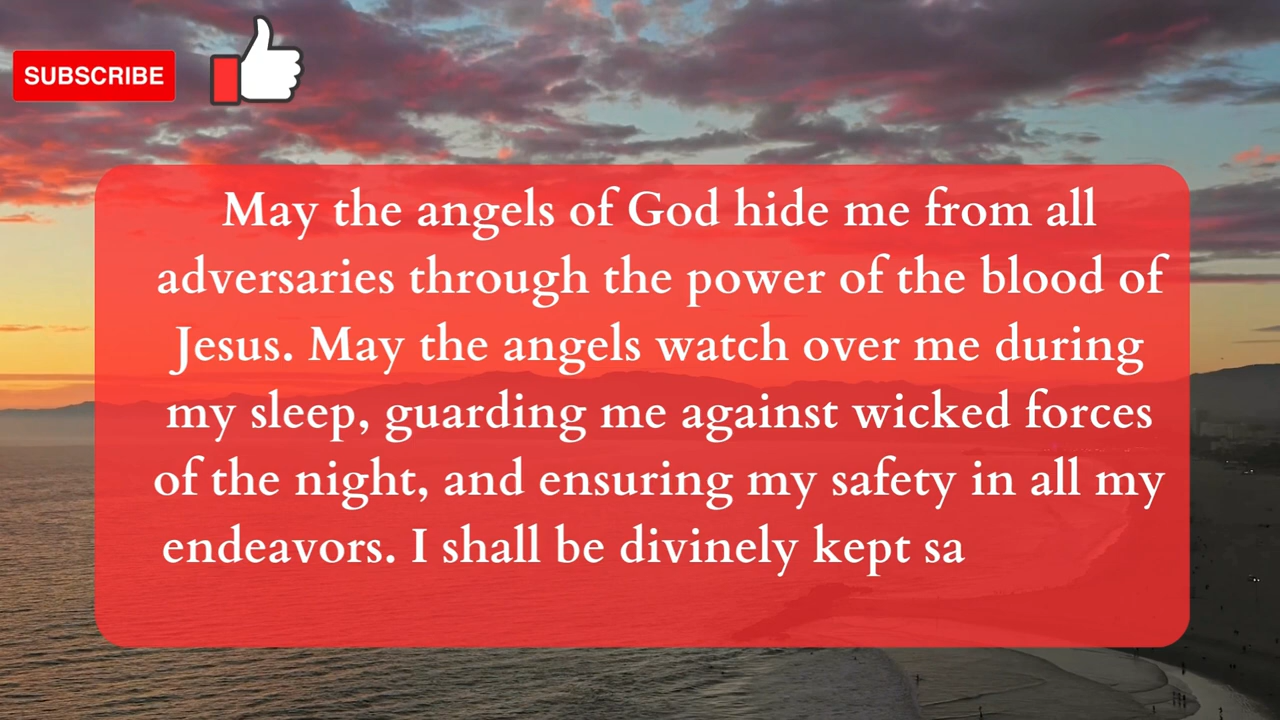 SUBSCRIBE
May the angels of God hide me from all
adversaries through the power of the blood of
Jesus. May the angels watch over me during
my sleep, guarding me against wicked forces
of the night, and ensuring my safety in all my
endeavors. I shall be divinely kept sa